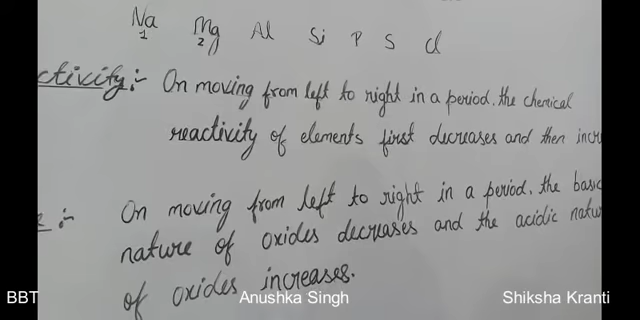 Na Mg Al Si P S Cl
1 2
ctivity :- On moving from left to right in a period, the chemical
reactivity of elements first decreases and then incre
:- On moving from left to right in a period, the basic
nature of oxides decreases and the acidic natu
of oxides increases.
BBT Anushka Singh Shiksha Kranti